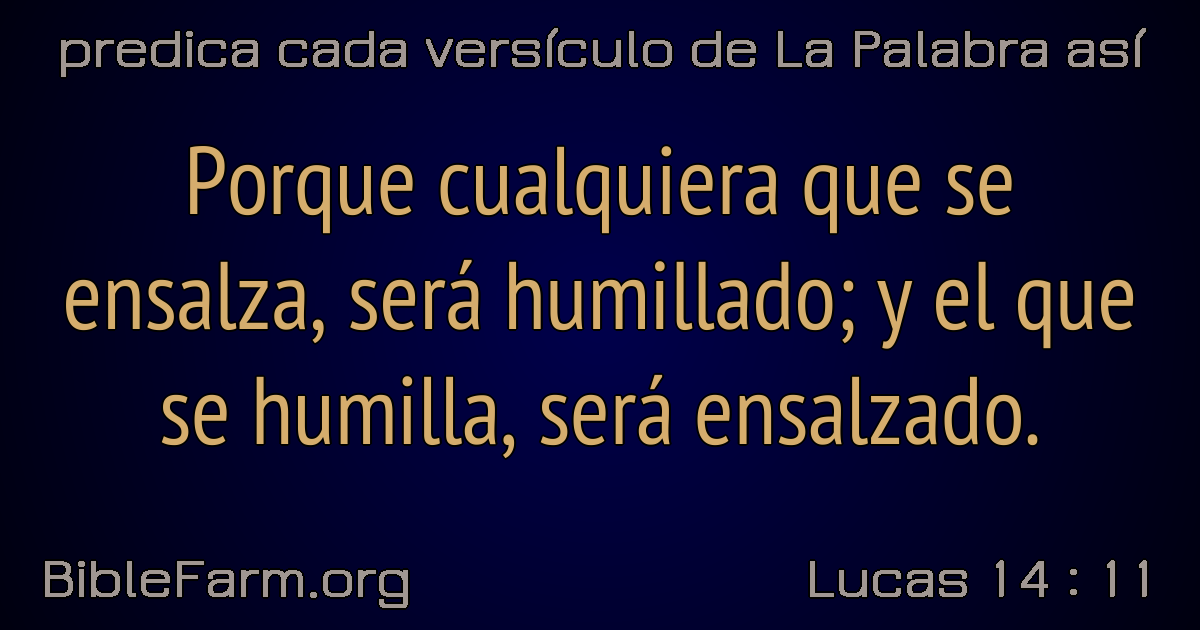 predica cada versículo de La Palabra así
Porque cualquiera que se
ensalza, será humillado; y el que
se humilla, será ensalzado.
BibleFarm.org
Lucas 14 : 11